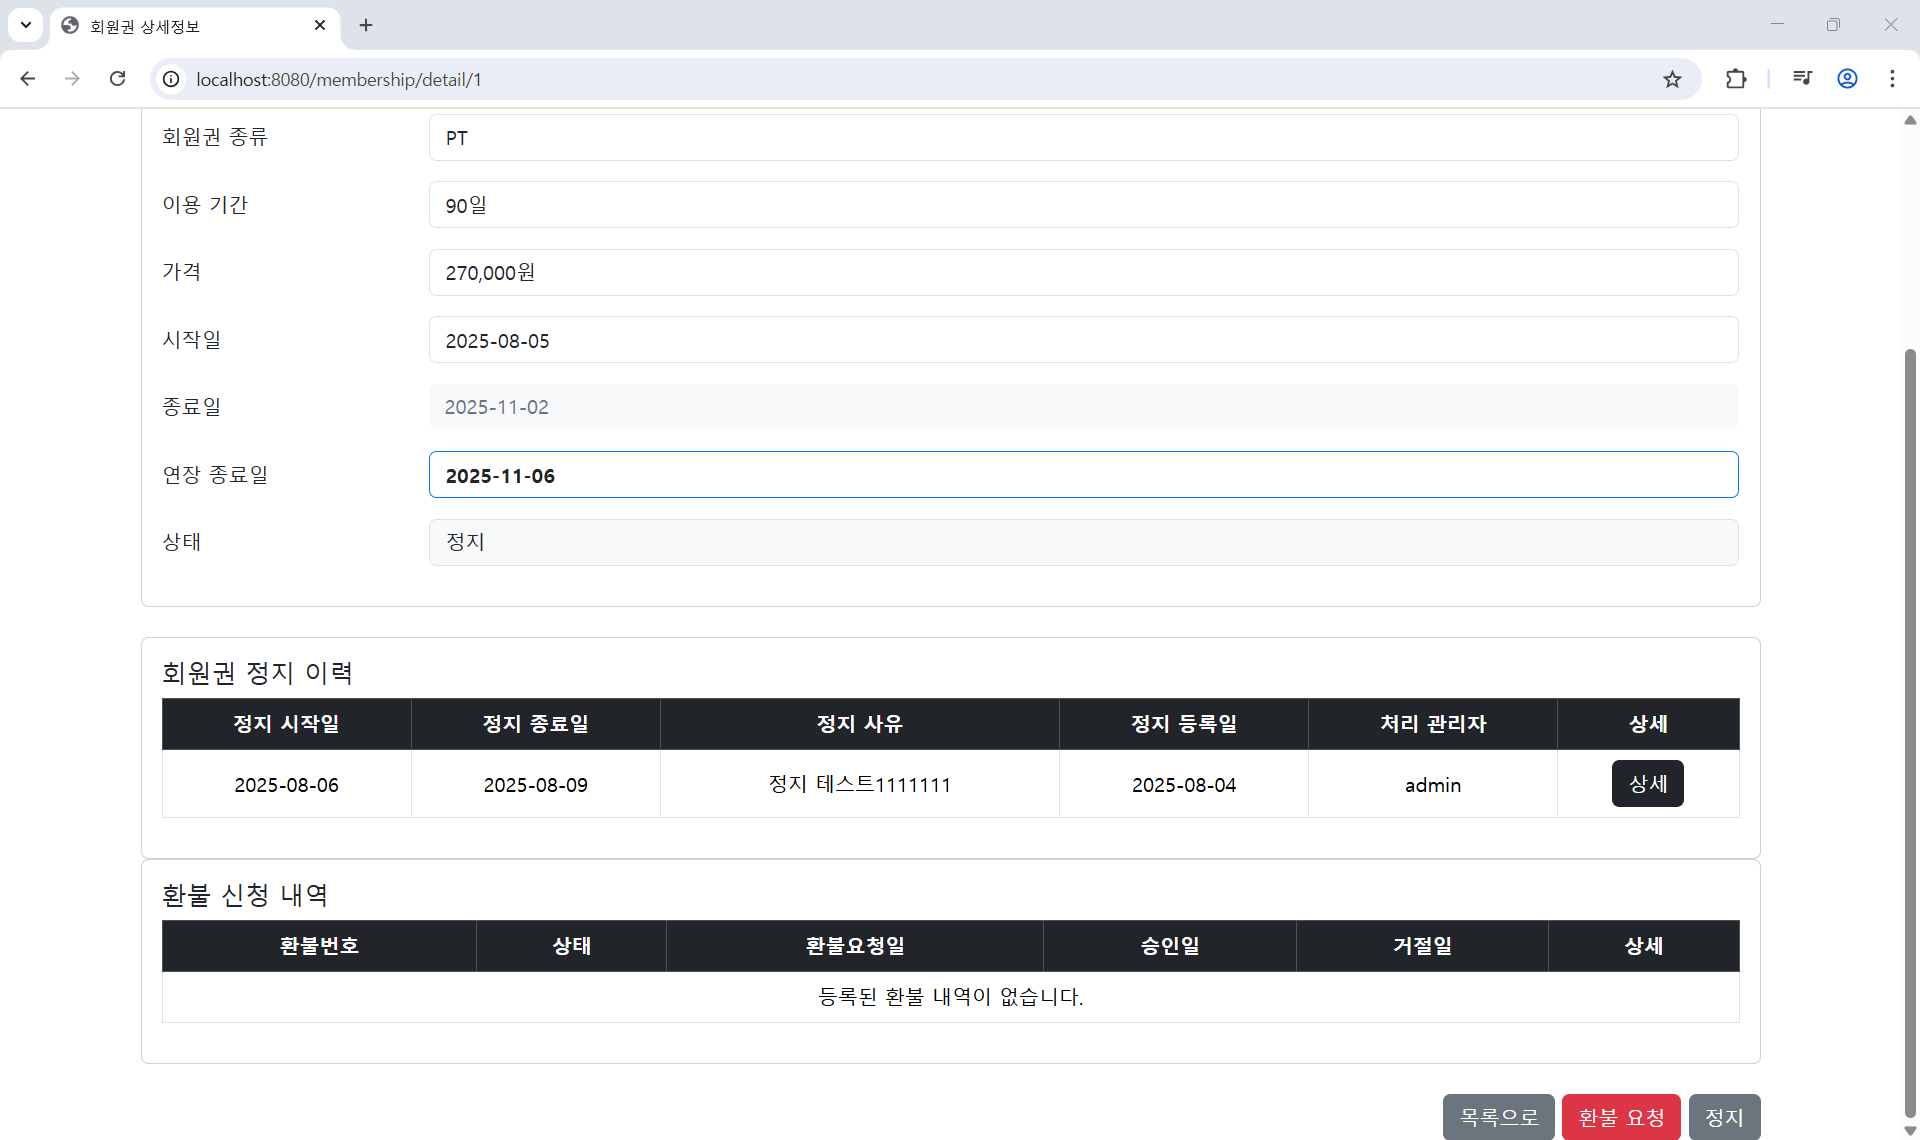 회원권 상세정보
localhost:8080/membership/detail/1
회원권 종류 PT
이용 기간 90일
가격 270,000원
시작일 2025-08-05
종료일 2025-11-02
연장 종료일 2025-11-06
상태 정지
회원권 정지 이력
정지 시작일 정지 종료일 정지 사유 정지 등록일 처리 관리자 상세
2025-08-06 2025-08-09 정지 테스트1111111 2025-08-04 admin 상세
환불 신청 내역
환불번호 상태 환불요청일 승인일 거절일 상세
등록된 환불 내역이 없습니다.
목록으로 환불 요청 정지